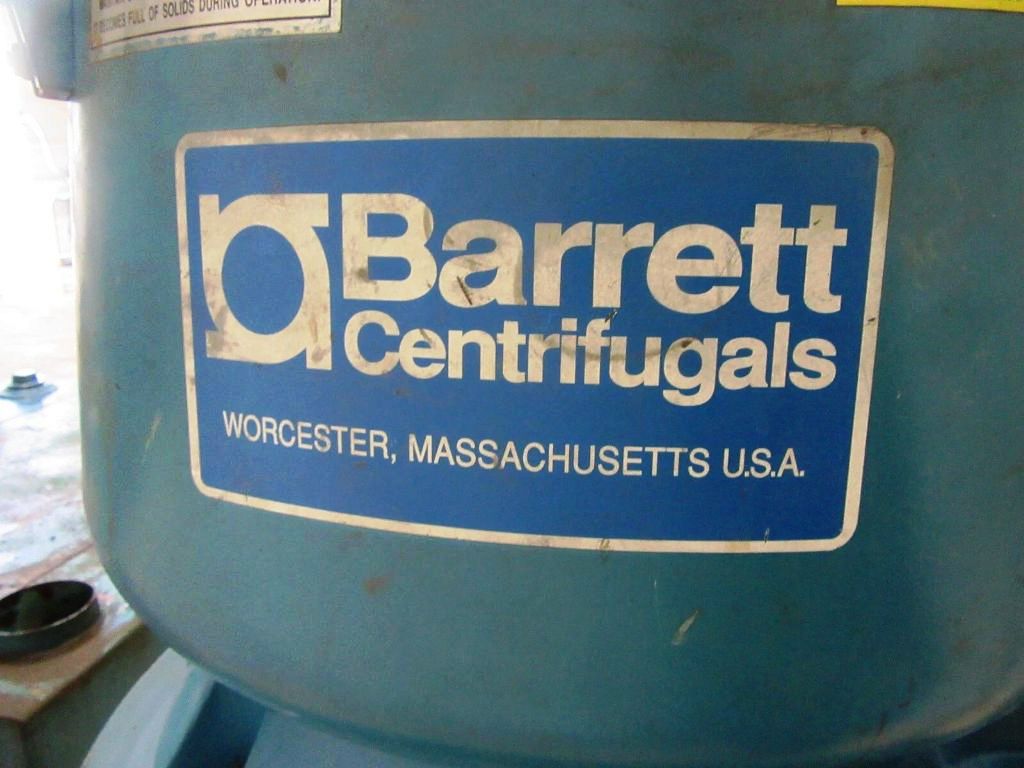 BECOMES FULL OF SOLIDS DURING OPERATION.
Barrett
Centrifugals
WORCESTER, MASSACHUSETTS U.S.A.